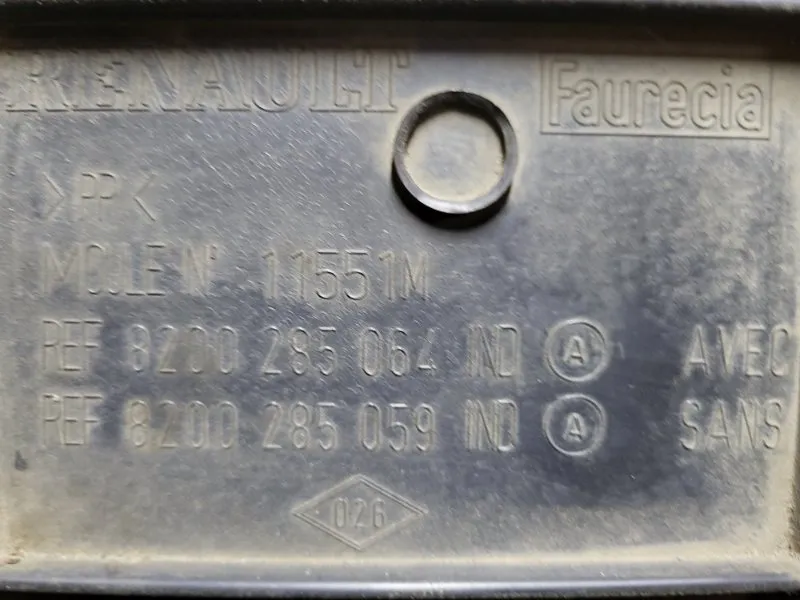 RENAULT Faurecia
>PP<
MOULE N° 11551M
REF 8200 285 064 IND A AVEC
REF 8200 285 059 IND A SANS
026